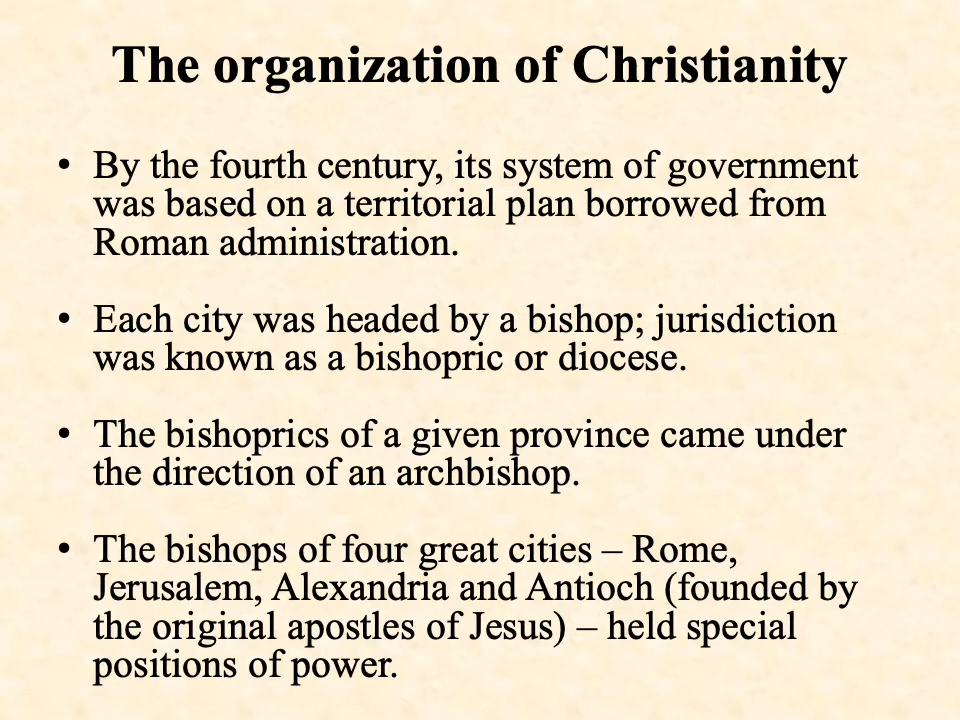 The organization of Christianity
• By the fourth century, its system of government
was based on a territorial plan borrowed from
Roman administration.
• Each city was headed by a bishop; jurisdiction
was known as a bishopric or diocese.
• The bishoprics of a given province came under
the direction of an archbishop.
• The bishops of four great cities – Rome,
Jerusalem, Alexandria and Antioch (founded by
the original apostles of Jesus) – held special
positions of power.